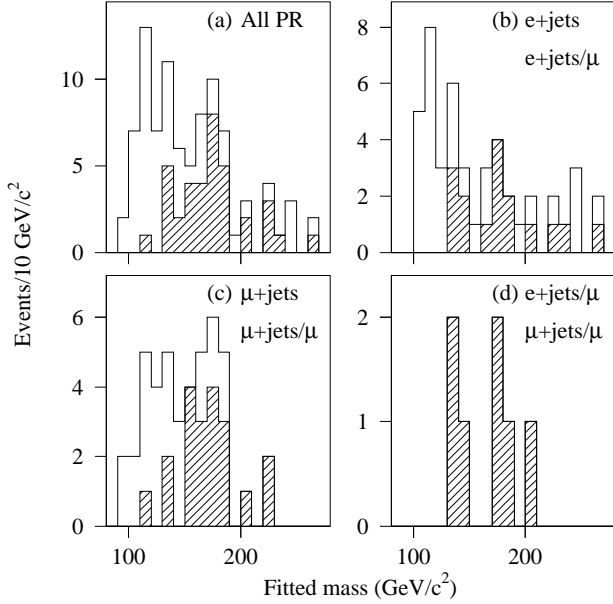 (a) All PR
10
5
0
(b) e+jets
e+jets/μ
8
6
4
2
0
Events/10 GeV/c²
(c) μ+jets
μ+jets/μ
6
4
2
0
100
200
(d) e+jets/μ
μ+jets/μ
2
1
0
100
200
Fitted mass (GeV/c²)